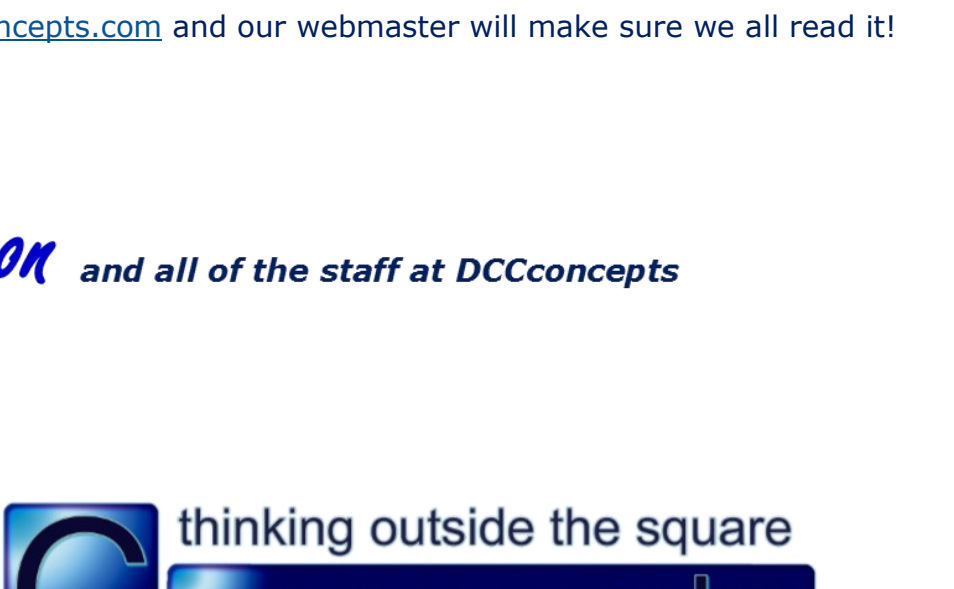 ncepts.com and our webmaster will make sure we all read it!
on and all of the staff at DCCconcepts
thinking outside the square
C